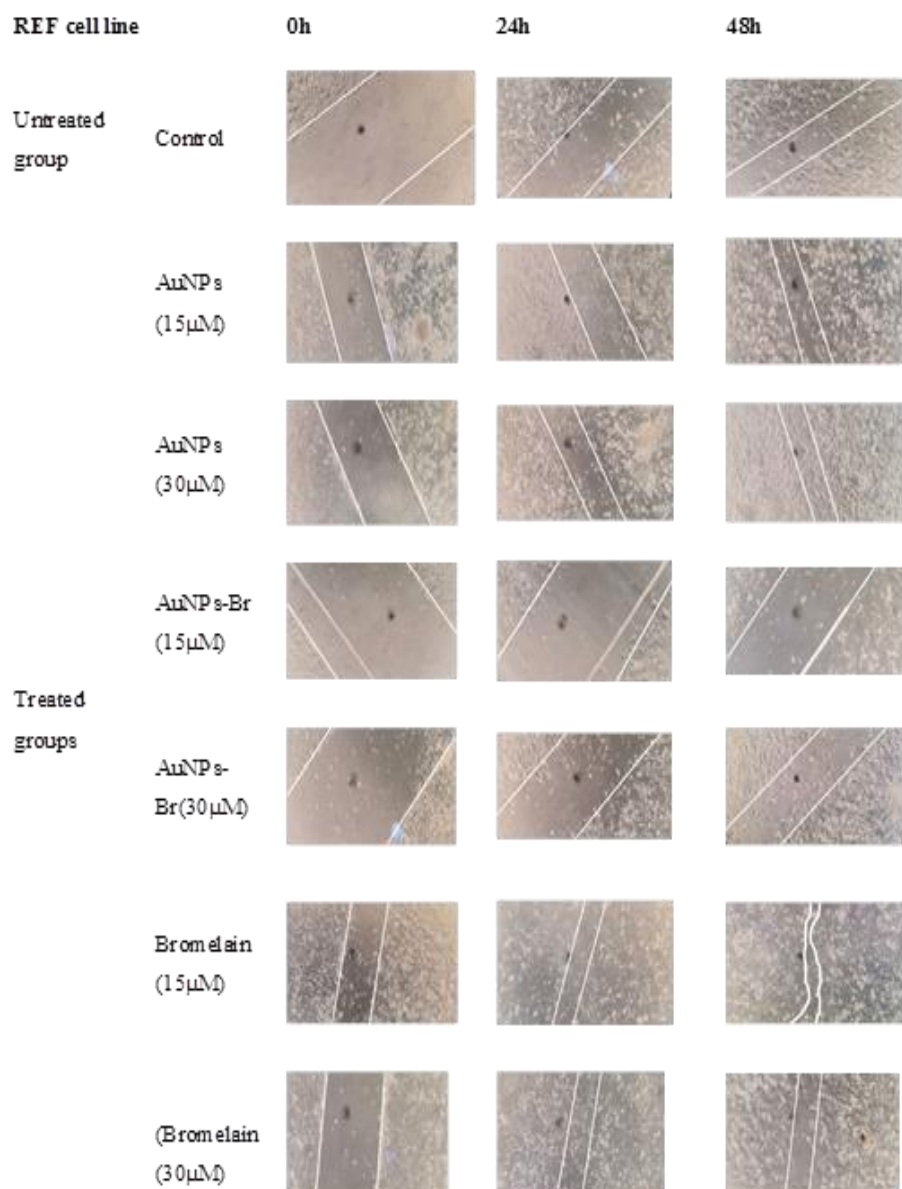 REF cell line 0h 24h 48h
Untreated
group
Control
AuNPs
(15µM)
AuNPs
(30µM)
AuNPs-Br
(15µM)
Treated
groups
AuNPs-
Br(30µM)
Bromelain
(15µM)
(Bromelain
(30µM)